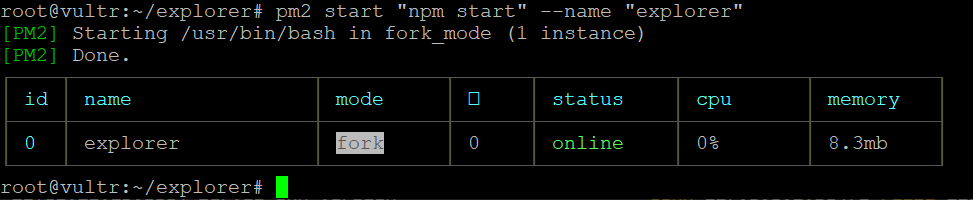 root@vultr:~/explorer# pm2 start "npm start" --name "explorer"
[PM2] Starting /usr/bin/bash in fork_mode (1 instance)
[PM2] Done.
id name mode status cpu memory
0 explorer fork 0 online 0% 8.3mb
root@vultr:~/explorer#